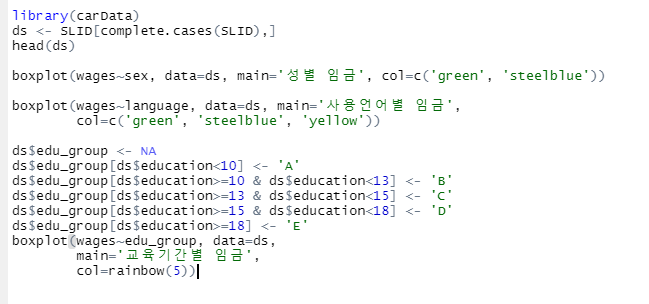 library(carData)
ds <- SLID[complete.cases(SLID),]
head(ds)
boxplot(wages~sex, data=ds, main='성별 임금', col=c('green', 'steelblue'))
boxplot(wages~language, data=ds, main='사용언어별 임금',
col=c('green', 'steelblue', 'yellow'))
ds$edu_group <- NA
ds$edu_group[ds$education<10] <- 'A'
ds$edu_group[ds$education>=10 & ds$education<13] <- 'B'
ds$edu_group[ds$education>=13 & ds$education<15] <- 'C'
ds$edu_group[ds$education>=15 & ds$education<18] <- 'D'
ds$edu_group[ds$education>=18] <- 'E'
boxplot(wages~edu_group, data=ds,
main='교육기간별 임금',
col=rainbow(5))